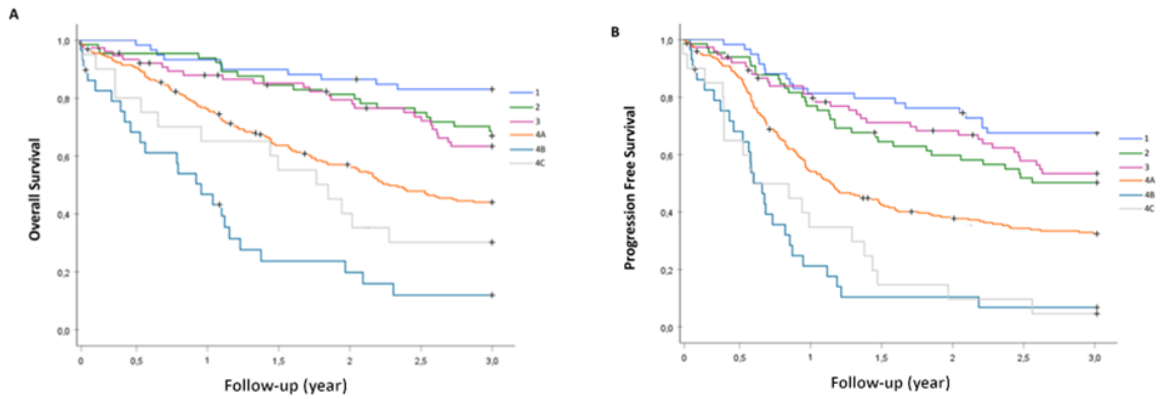 A
Overall Survival
1,0
0,8
0,6
0,4
0,2
0,0
0
0,5
1
1,5
2
2,5
3,0
Follow-up (year)
1
2
3
4A
4B
4C
B
Progression Free Survival
1,0
0,8
0,6
0,4
0,2
0,0
0
0,5
1
1,5
2
2,5
3,0
Follow-up (year)
1
2
3
4A
4B
4C